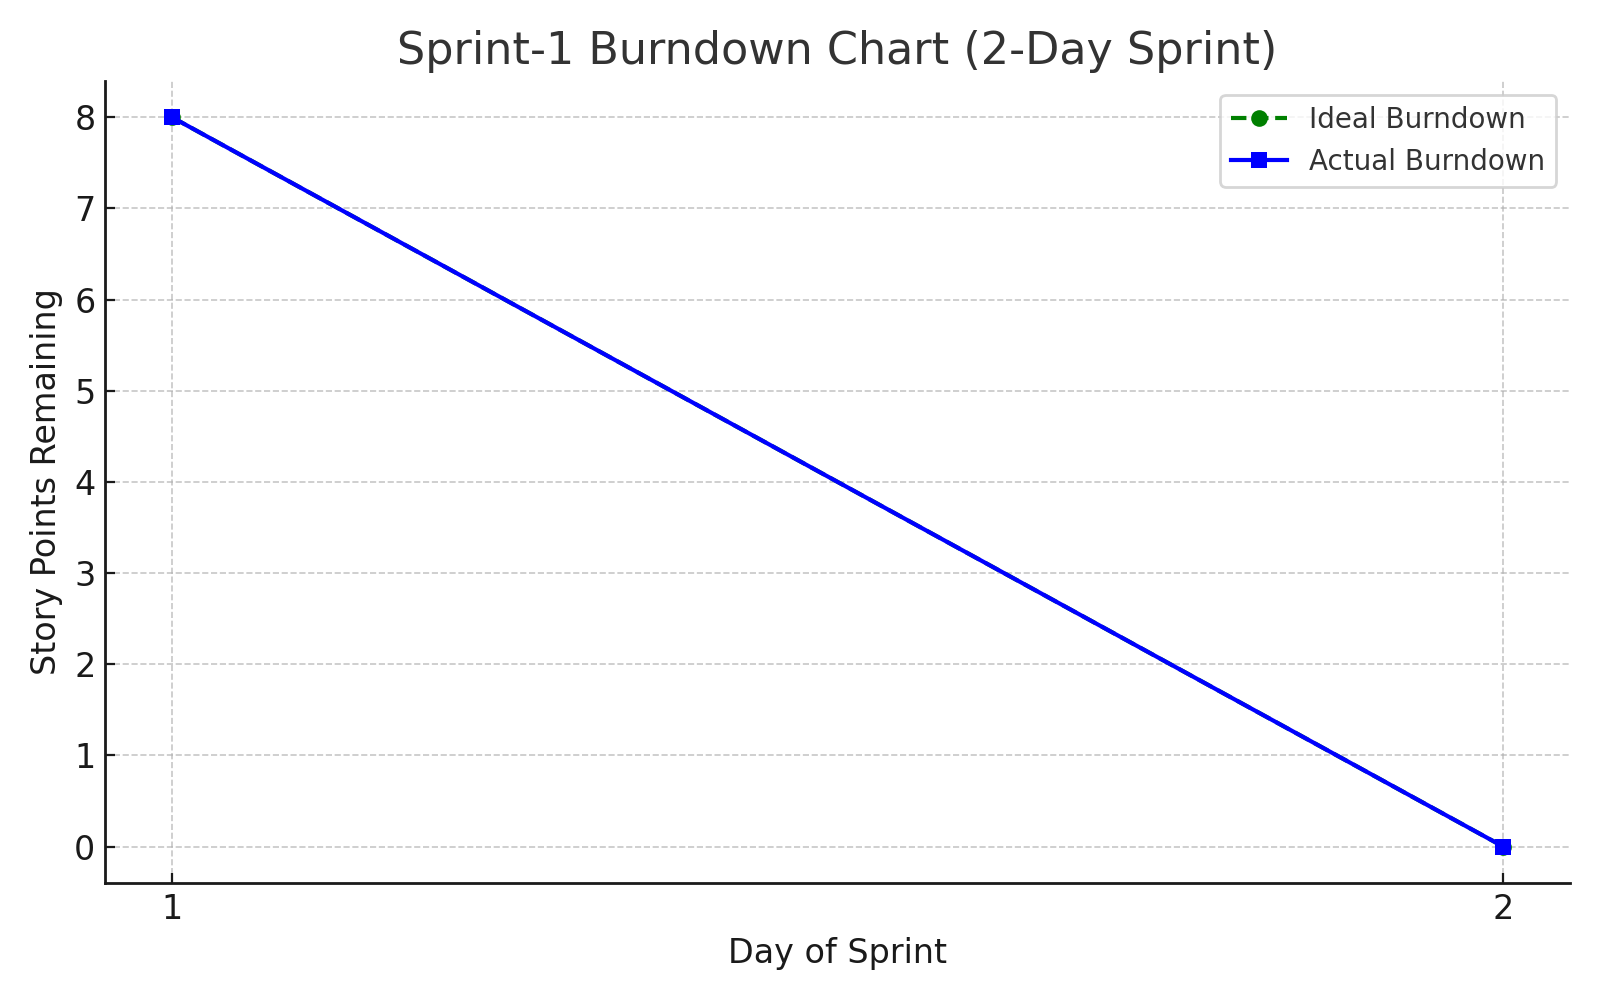 Sprint-1 Burndown Chart (2-Day Sprint)
Ideal Burndown
Actual Burndown
Story Points Remaining
8
7
6
5
4
3
2
1
0
1 2
Day of Sprint